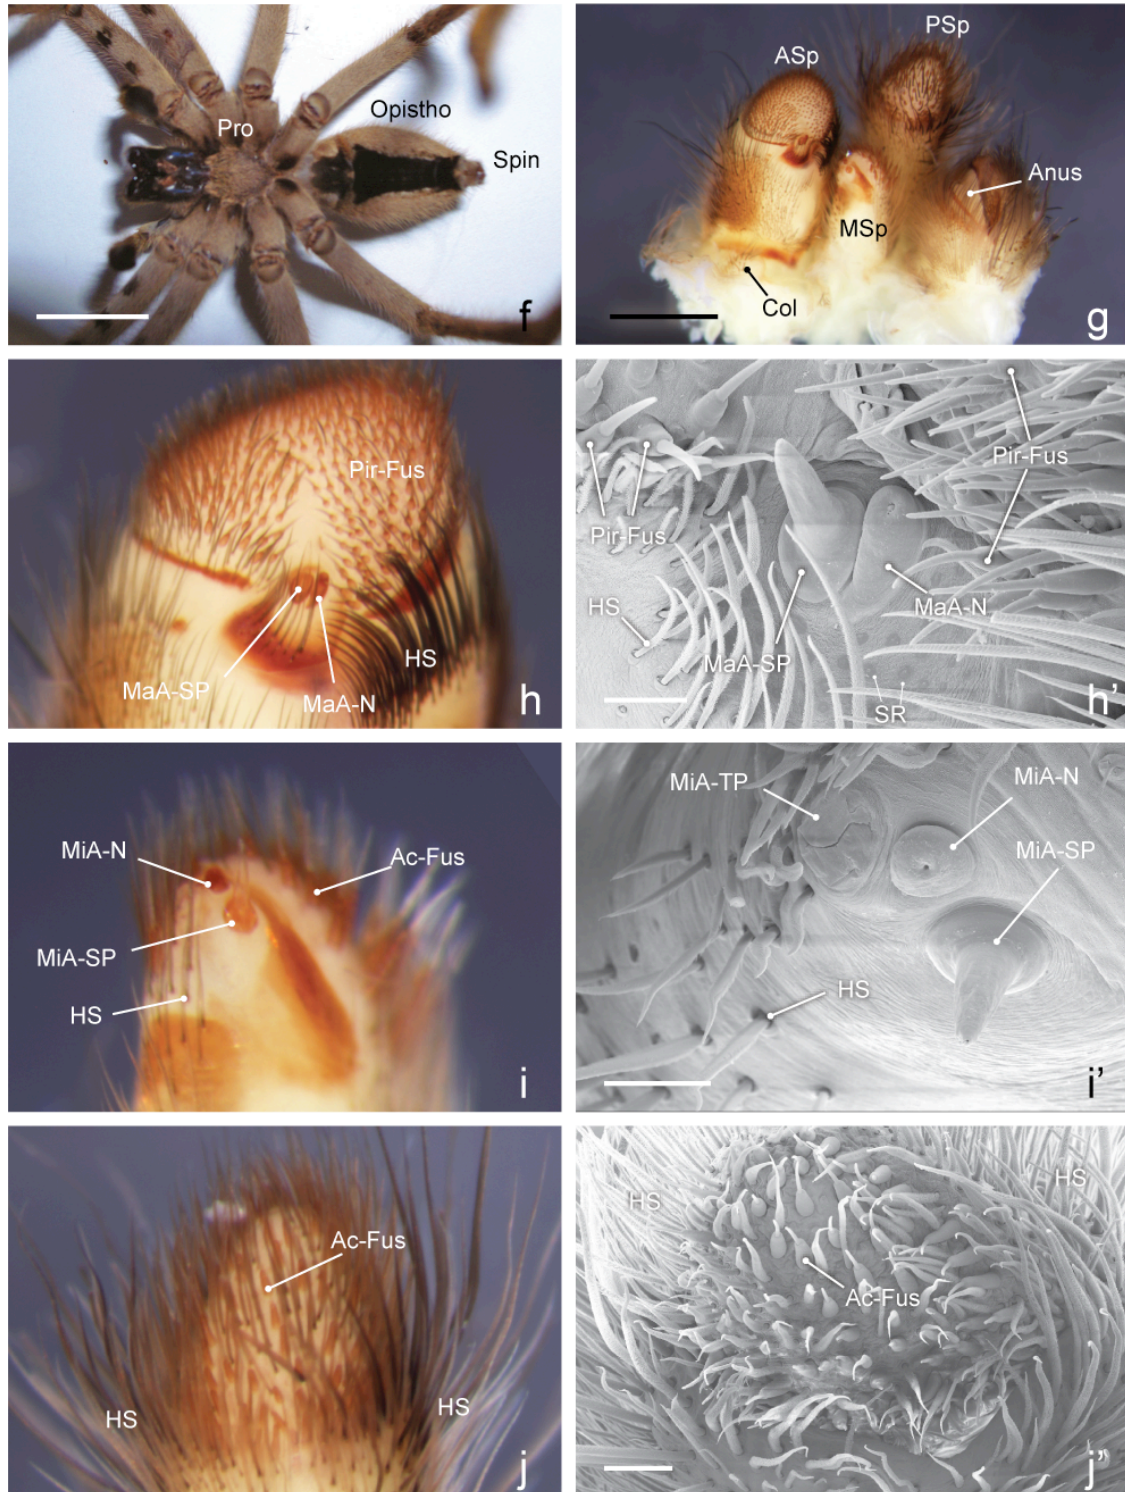 Pro
Opistho
Spin
f
PSp
ASp
Anus
MSp
Col
g
Pir-Fus
HS
MaA-SP
MaA-N
h
Pir-Fus
Pir-Fus
HS
MaA-N
MaA-SP
SR
h'
MiA-N
Ac-Fus
MiA-SP
HS
i
MiA-TP
MiA-N
MiA-SP
HS
i'
Ac-Fus
HS
HS
j
HS
HS
Ac-Fus
j'